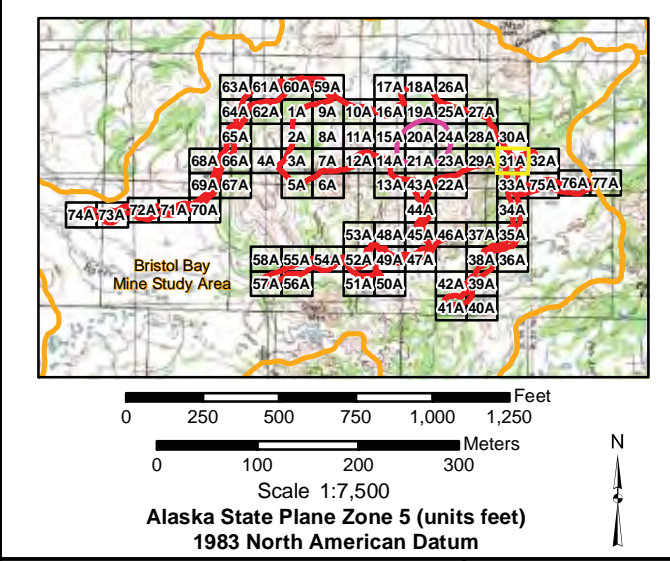 63A 61A 60A 59A 17A 18A 26A
64A 62A 1A 9A 10A 16A 19A 25A 27A
65A 2A 8A 11A 15A 20A 24A 28A 30A
68A 66A 4A 3A 7A 12A 14A 21A 23A 29A 31A 32A
69A 67A 5A 6A 13A 43A 22A 33A 75A 76A 77A
74A 73A 72A 71A 70A 44A 34A
53A 48A 45A 46A 37A 35A
58A 55A 54A 52A 49A 47A 38A 36A
57A 56A 51A 50A 42A 39A
41A 40A
Bristol Bay
Mine Study Area
Feet
0 250 500 750 1,000 1,250
Meters
0 100 200 300
N
Scale 1:7,500
Alaska State Plane Zone 5 (units feet)
1983 North American Datum